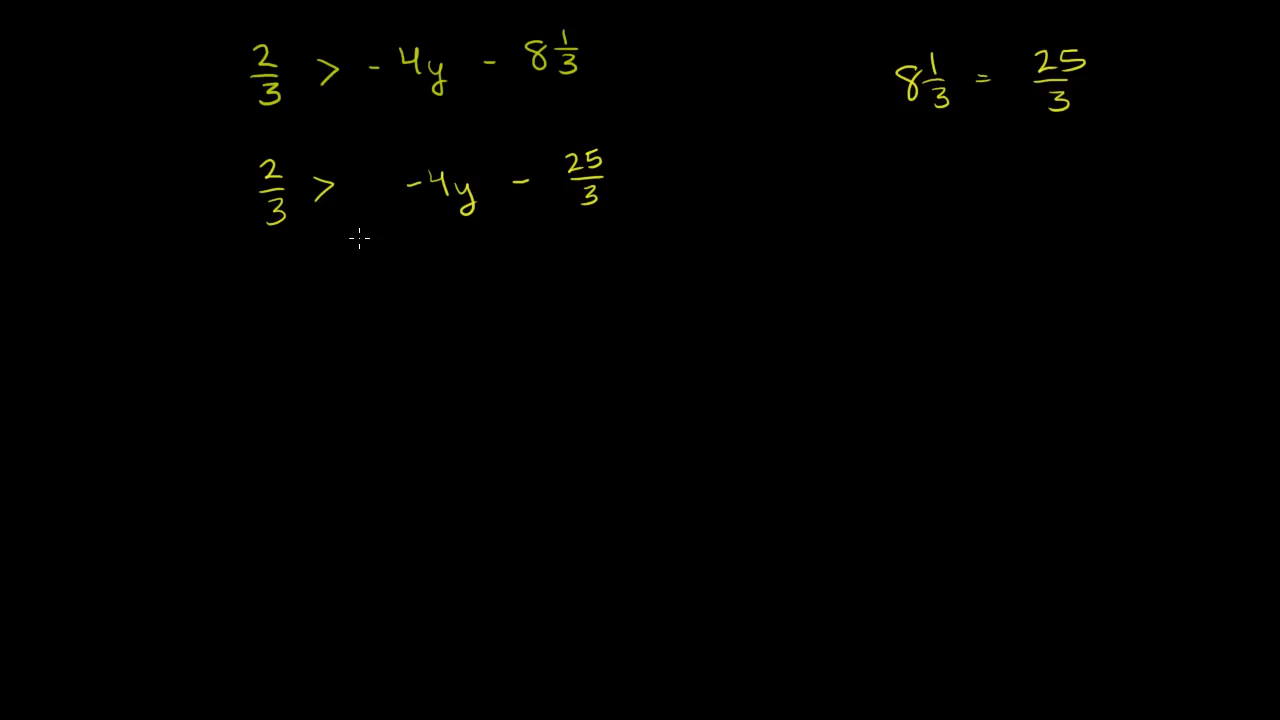 2/3 > -4y - 8 1/3
8 1/3 = 25/3
2/3 > -4y - 25/3